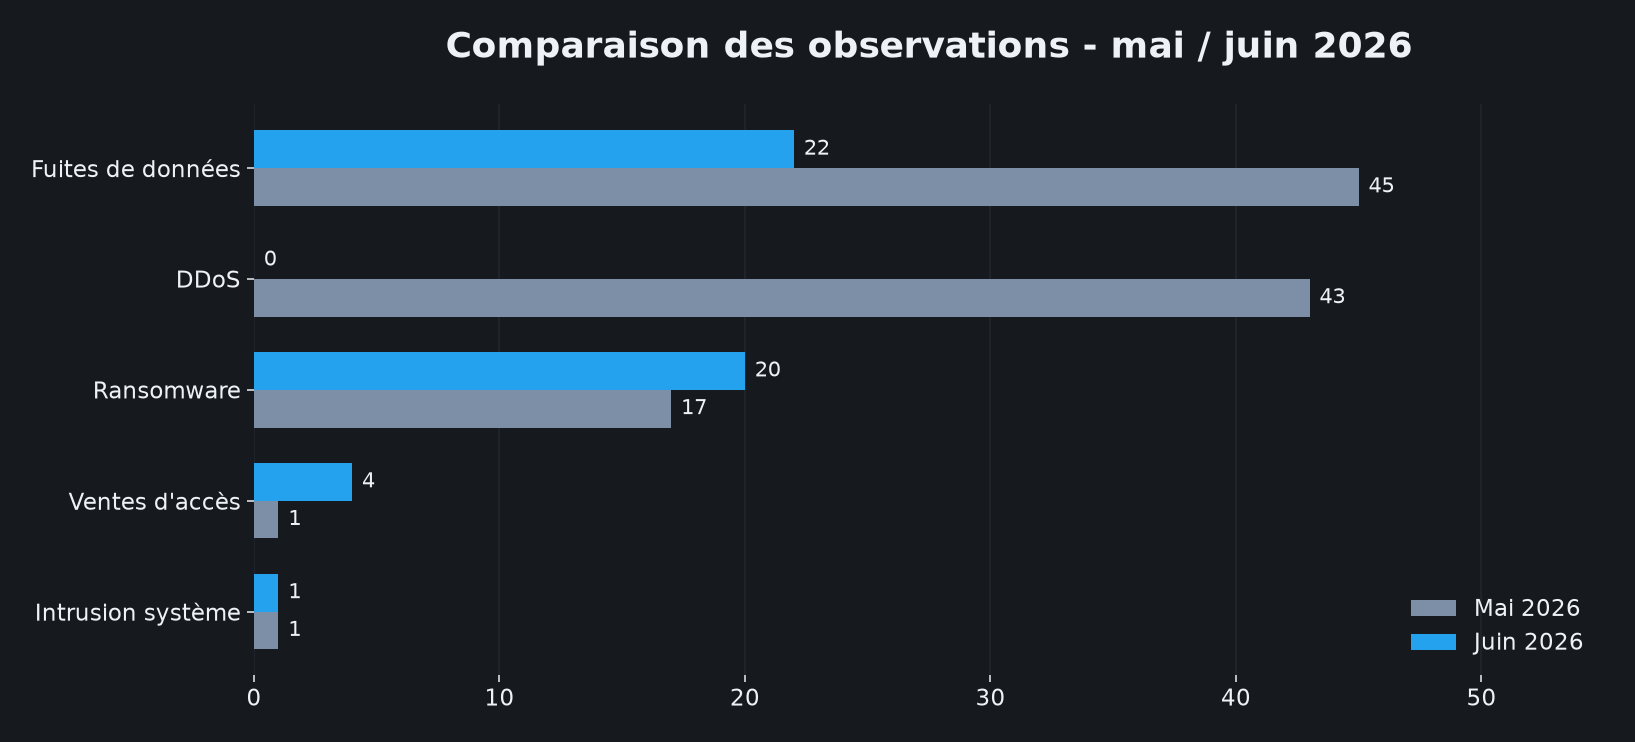 Comparaison des observations - mai / juin 2026
Fuites de données
22
45
DDoS
0
43
Ransomware
20
17
Ventes d'accès
4
1
Intrusion système
1
1
Mai 2026
Juin 2026
0 10 20 30 40 50